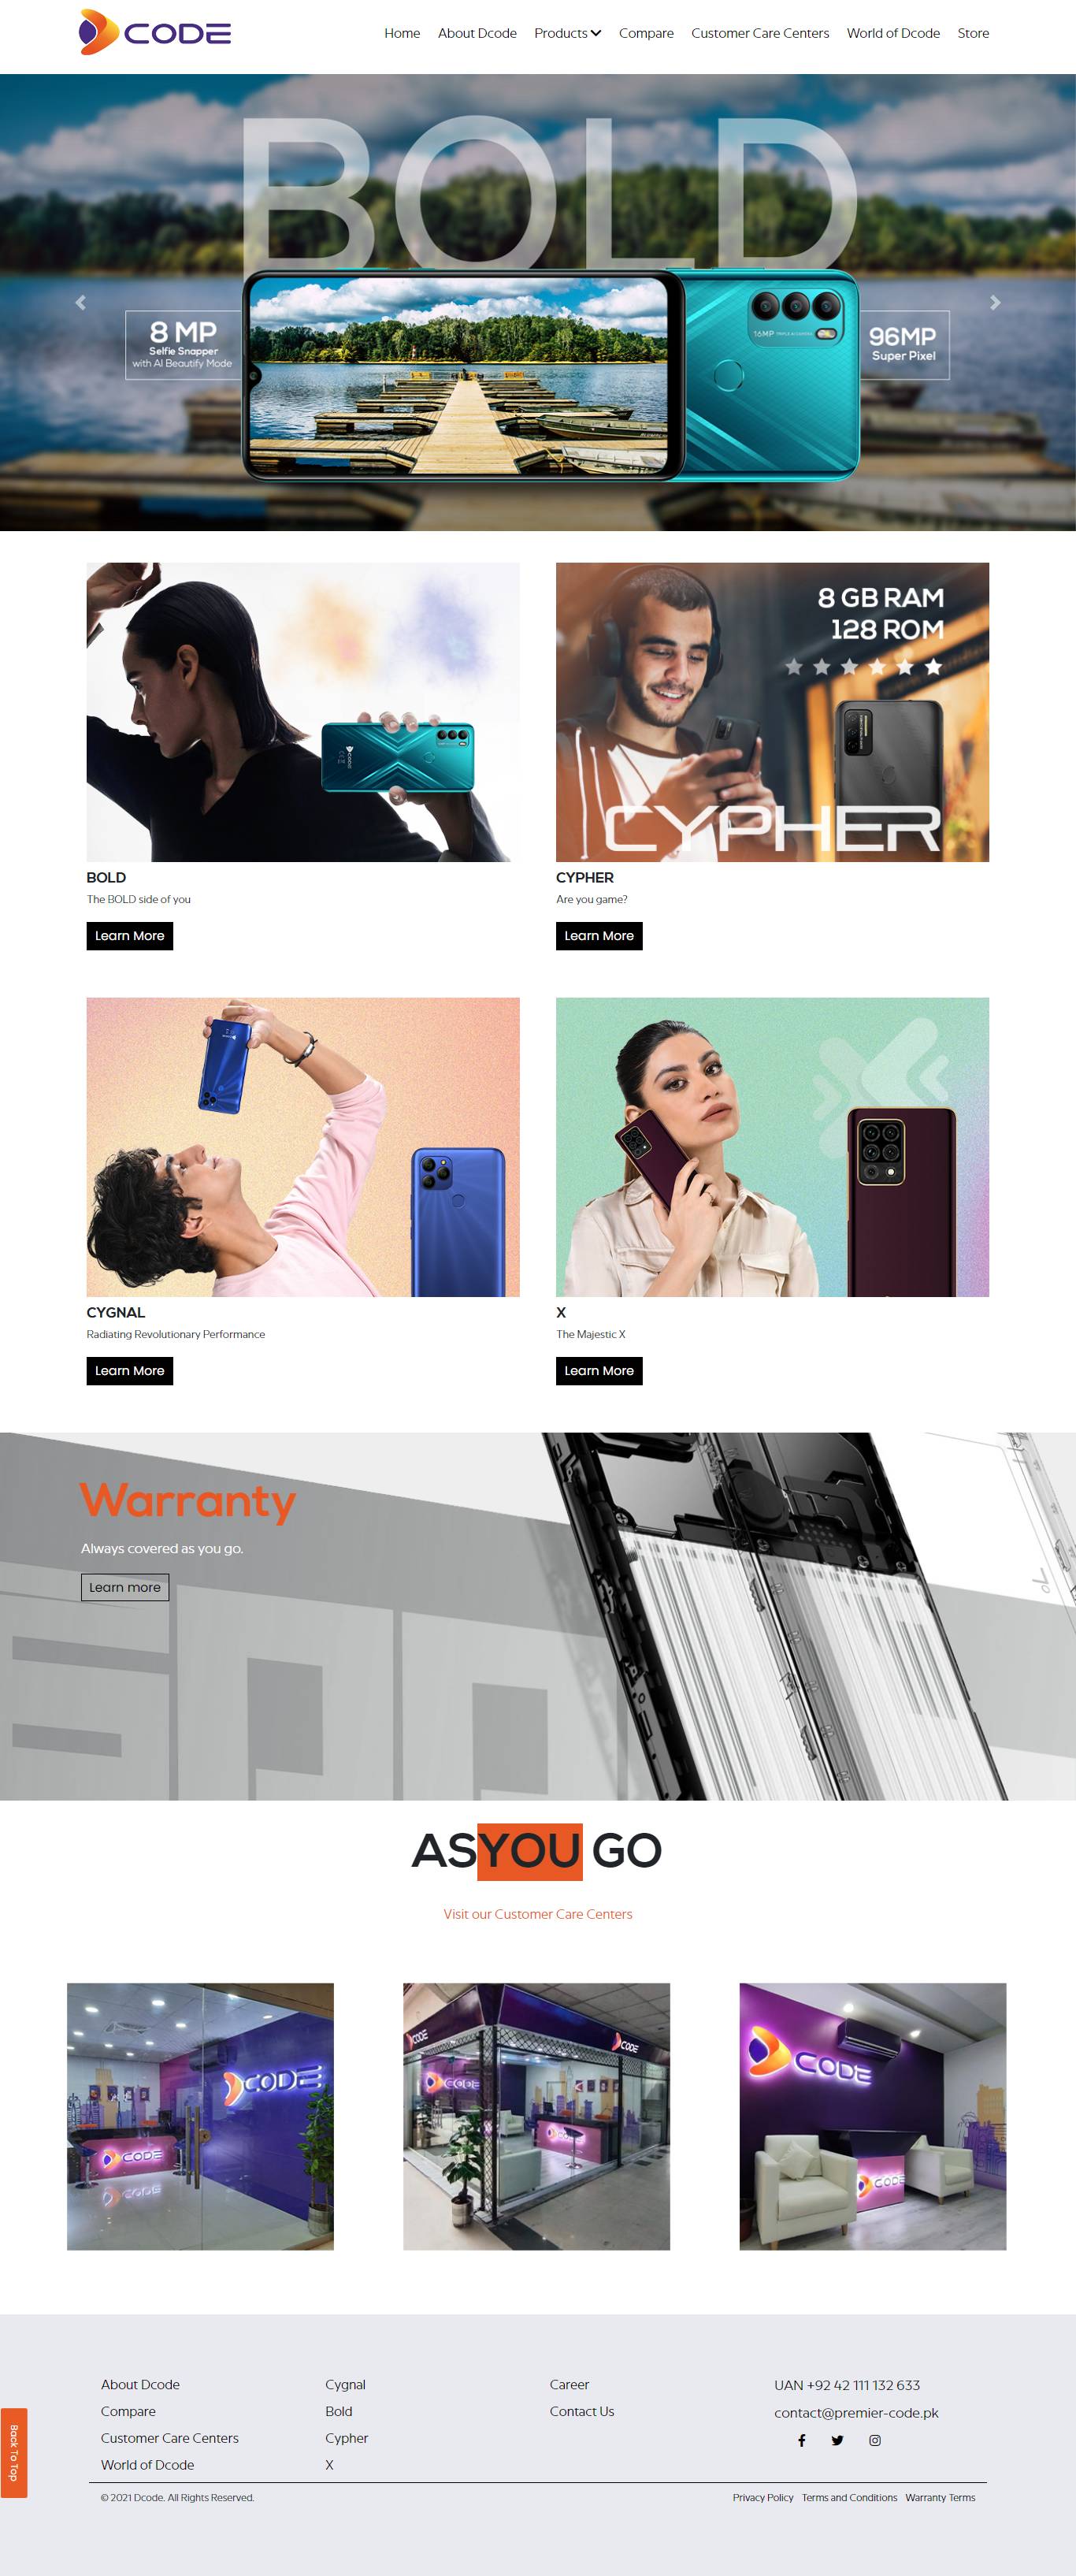 CODE
Home About Dcode Products Compare Customer Care Centers World of Dcode Store
BOLD
8 MP
Selfie Snapper
with AI Beautify Mode
16MP TRIPLE AI CAMERA
96MP
Super Pixel
8 GB RAM
128 ROM
CYPHER
BOLD
The BOLD side of you
Learn More
CYPHER
Are you game?
Learn More
CYGNAL
Radiating Revolutionary Performance
Learn More
X
The Majestic X
Learn More
Warranty
Always covered as you go.
Learn more
AS YOU GO
Visit our Customer Care Centers
CODE
CODE
CODE
CODE
CODE
CODE
CODE
CODE
About Dcode
Compare
Customer Care Centers
World of Dcode
Cygnal
Bold
Cypher
X
Career
Contact Us
UAN +92 42 111 132 633
contact@premier-code.pk
Back To Top
© 2021 Dcode. All Rights Reserved.
Privacy Policy Terms and Conditions Warranty Terms